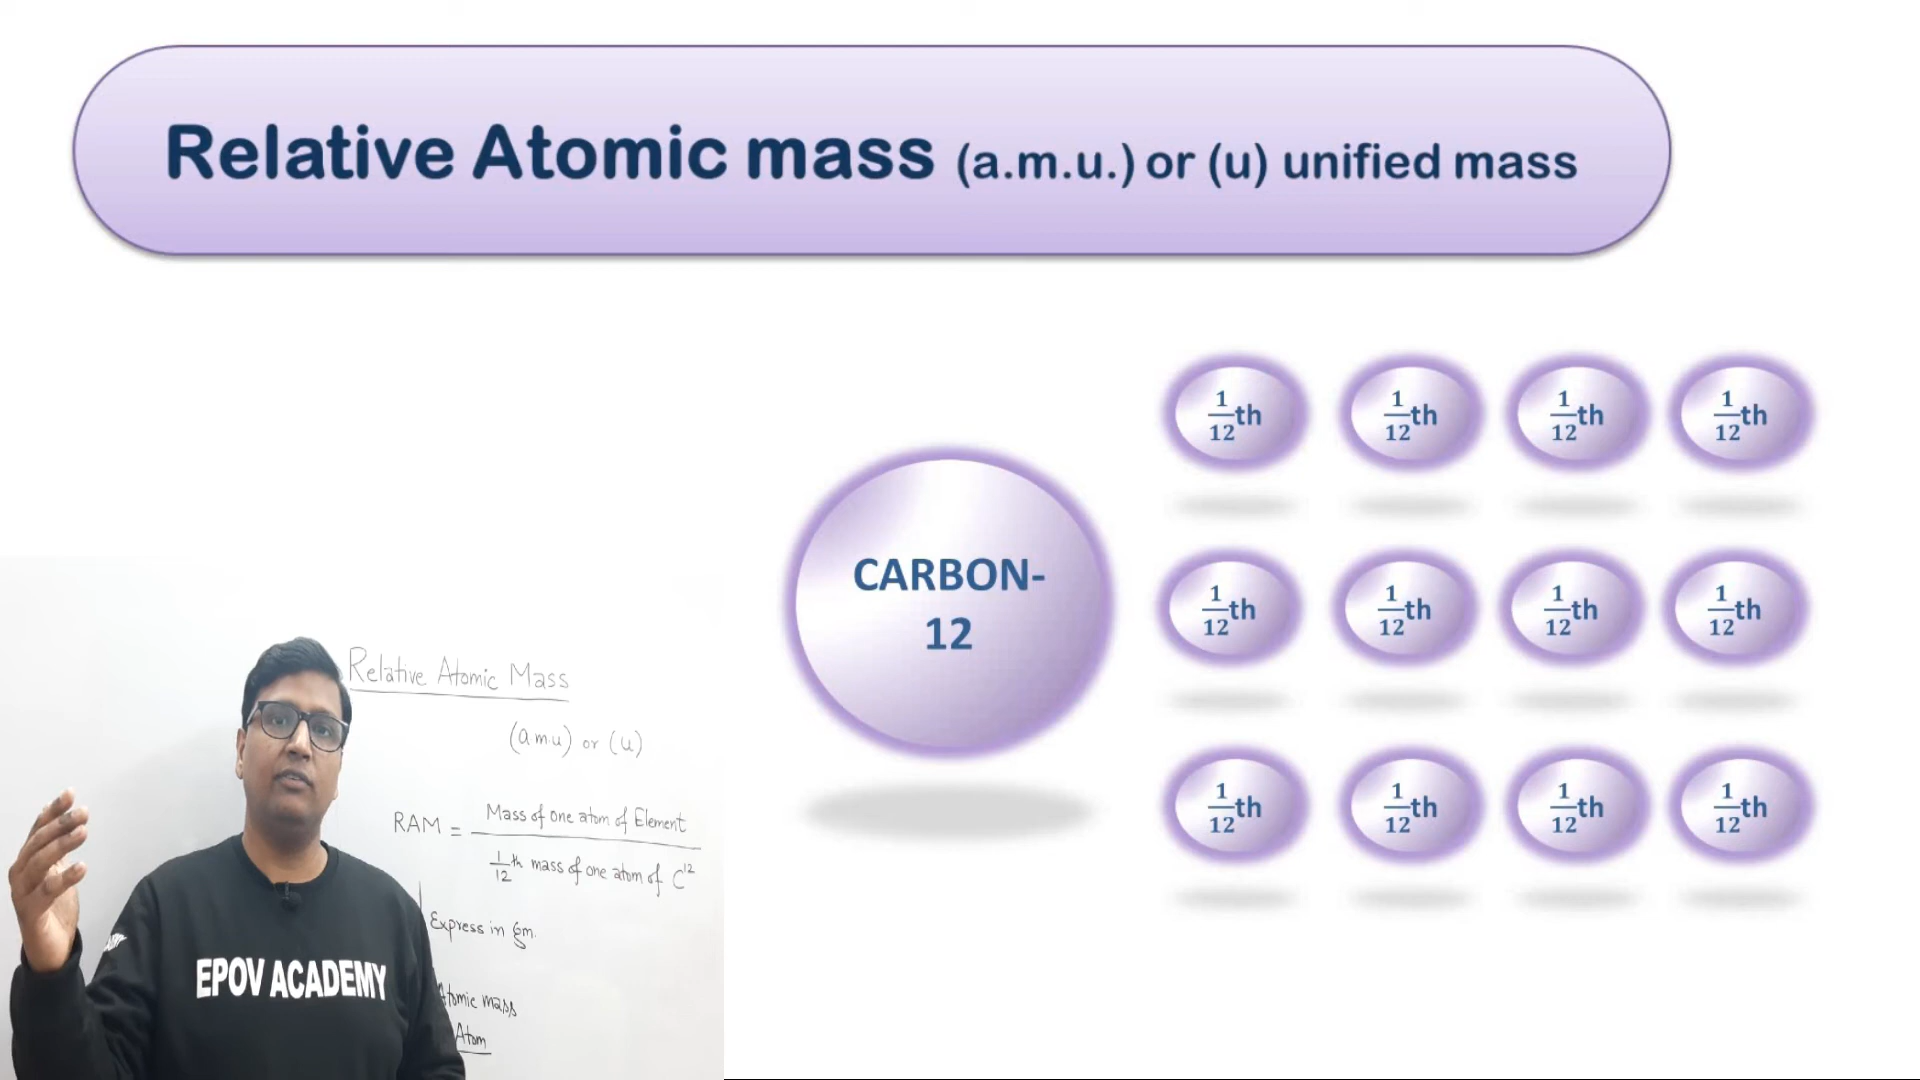 Relative Atomic mass (a.m.u.) or (u) unified mass
CARBON-
12
1/12 th 1/12 th 1/12 th 1/12 th
1/12 th 1/12 th 1/12 th 1/12 th
1/12 th 1/12 th 1/12 th 1/12 th
Relative Atomic Mass
(a.m.u) or (u)
RAM = Mass of one atom of Element
1/12 th mass of one atom of C¹²
Express in gm.
Atomic mass
Atom
EPOV ACADEMY